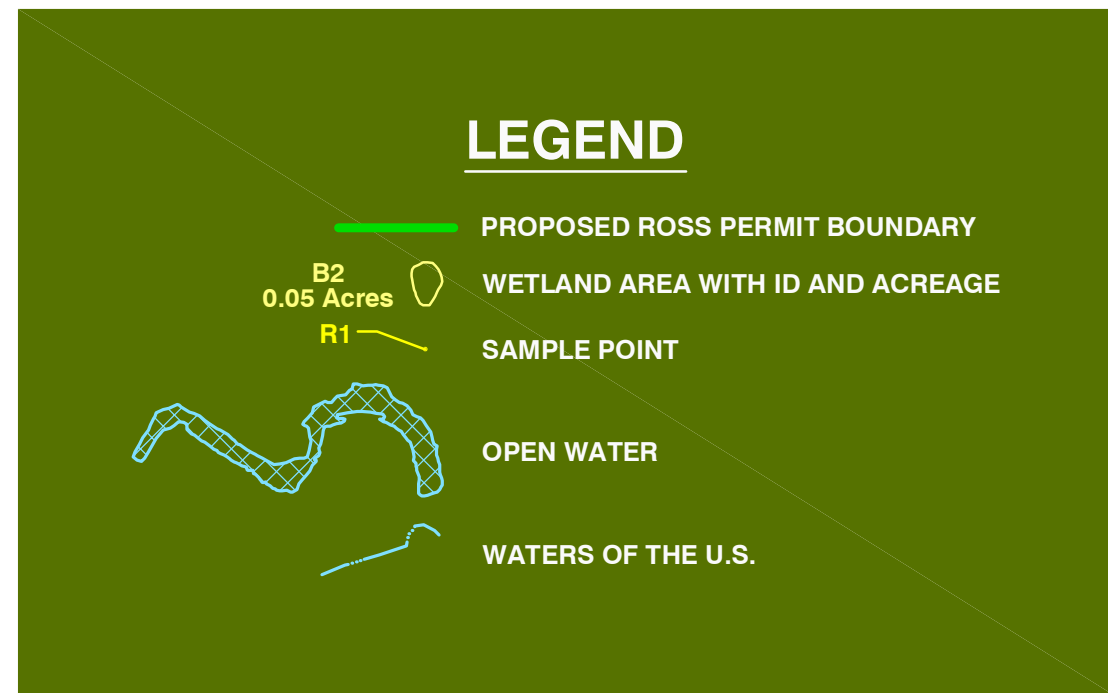 LEGEND
PROPOSED ROSS PERMIT BOUNDARY
B2
0.05 Acres
WETLAND AREA WITH ID AND ACREAGE
R1
SAMPLE POINT
OPEN WATER
WATERS OF THE U.S.